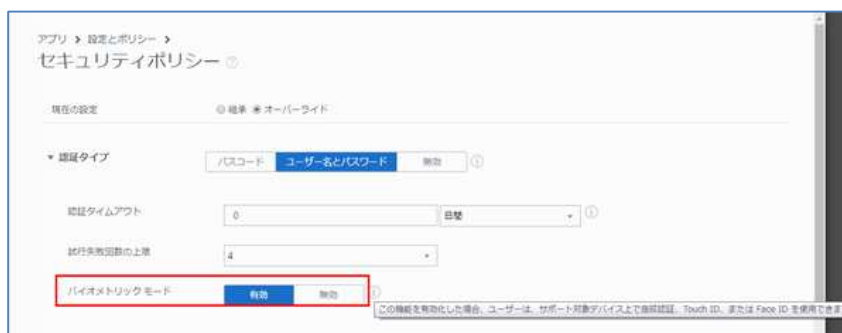 アプリ › 設定とポリシー ›
セキュリティポリシー
現在の設定 継承 オーバーライド
認証タイプ パスコード ユーザー名とパスワード 無効
認証タイムアウト 0 日間
試行失敗回数の上限 4
バイオメトリック モード 有効 無効
この機能を有効化した場合、ユーザーは、サポート対象デバイス上で指紋認証、Touch ID、または Face ID を使用できま